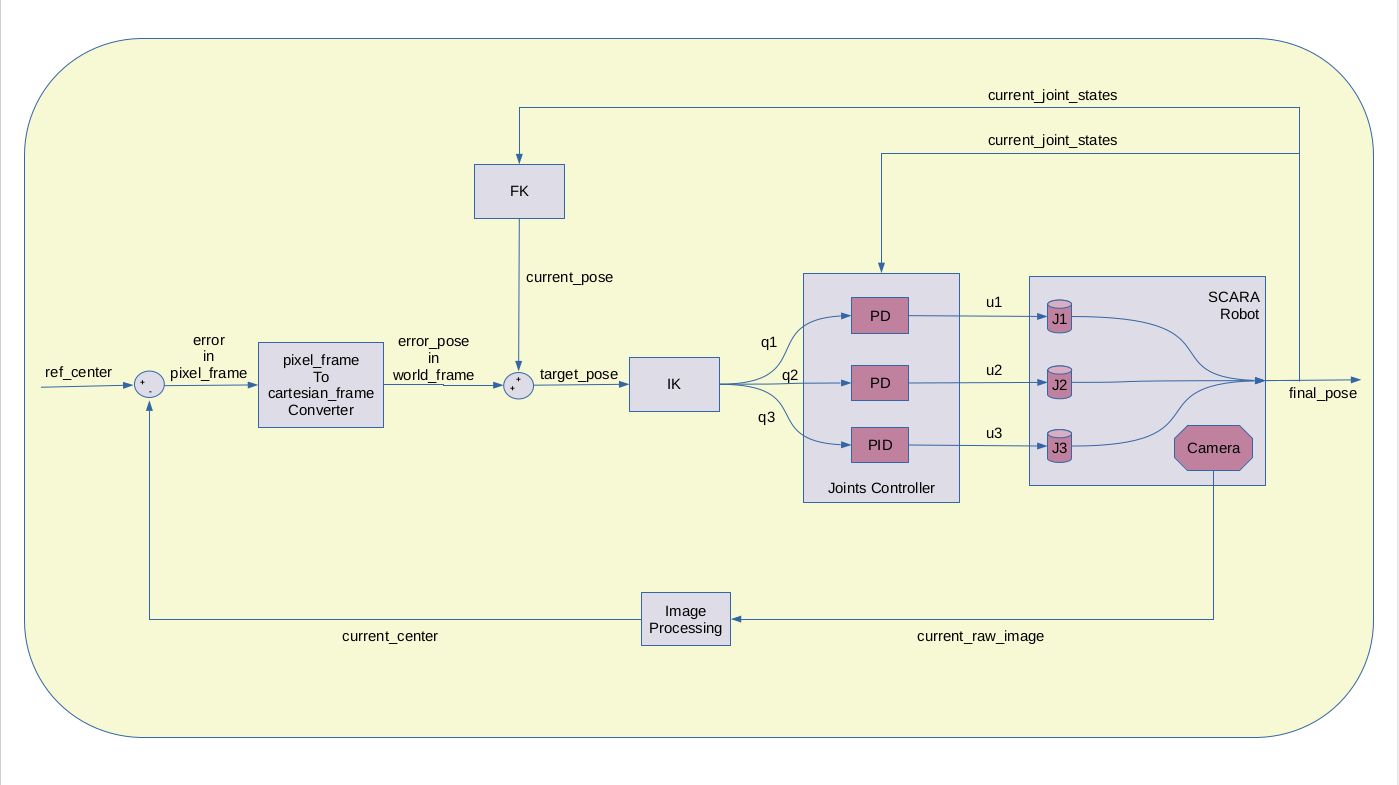 current_joint_states
current_joint_states
FK
current_pose
SCARA
Robot
u1
PD
J1
q1
error
in
pixel_frame
error_pose
in
world_frame
pixel_frame
To
cartesian_frame
Converter
ref_center
+
-
+
+
target_pose
IK
q2
PD
u2
J2
final_pose
q3
PID
u3
J3
Camera
Joints Controller
Image
Processing
current_center
current_raw_image